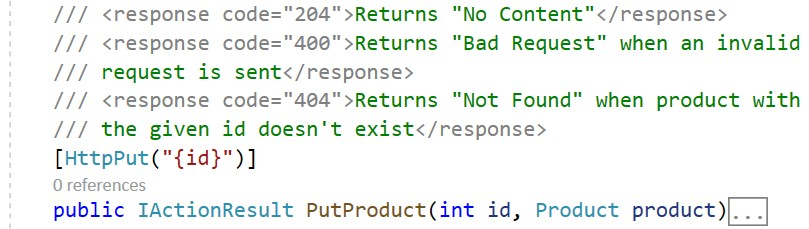 /// <response code="204">Returns "No Content"</response>
/// <response code="400">Returns "Bad Request" when an invalid
/// request is sent</response>
/// <response code="404">Returns "Not Found" when product with
/// the given id doesn't exist</response>
[HttpPut("{id}")]
0 references
public IActionResult PutProduct(int id, Product product)...